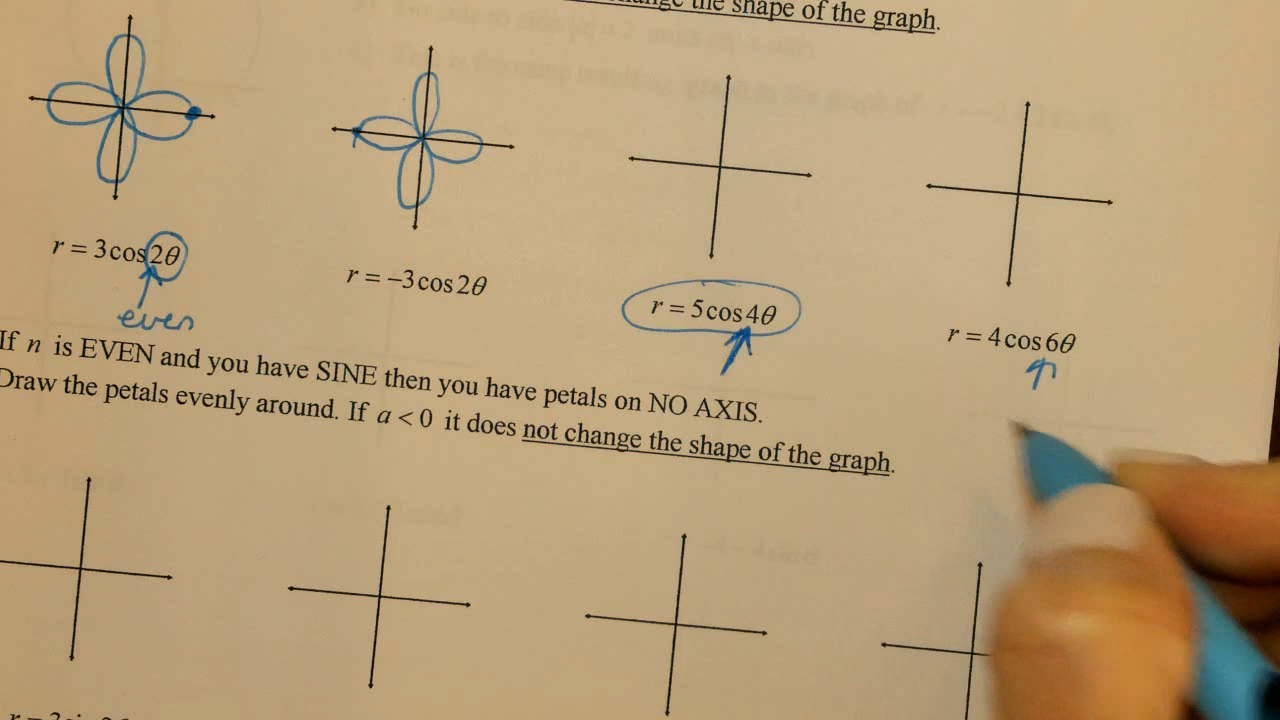 the shape of the graph.
r = 3cos2θ
r = −3cos2θ
r = 5cos4θ
r = 4cos6θ
even
If n is EVEN and you have SINE then you have petals on NO AXIS.
Draw the petals evenly around. If a < 0 it does not change the shape of the graph.